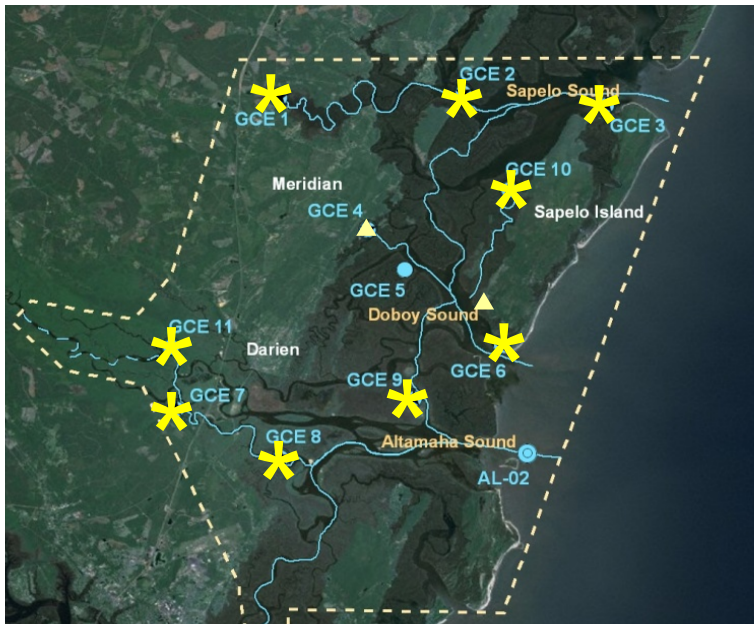 GCE 2
Sapelo Sound
GCE 1
GCE 3
GCE 10
Meridian
GCE 4
Sapelo Island
GCE 5
Doboy Sound
GCE 11
Darien
GCE 6
GCE 9
GCE 7
GCE 8
Altamaha Sound
AL-02